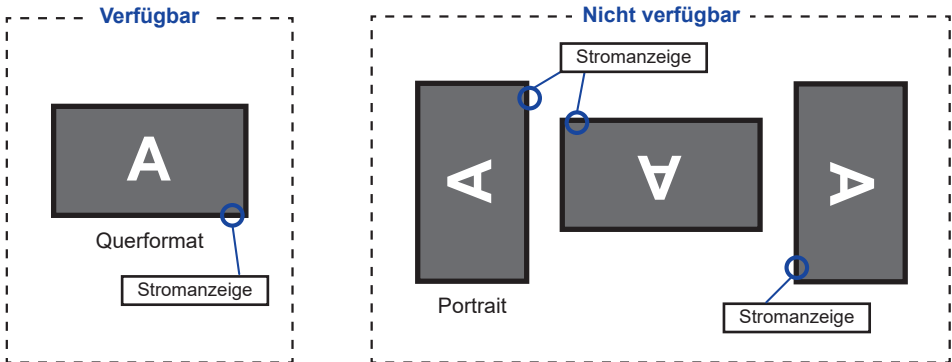 Verfügbar
A
Querformat
Stromanzeige
Nicht verfügbar
Stromanzeige
A
A
A
Portrait
Stromanzeige